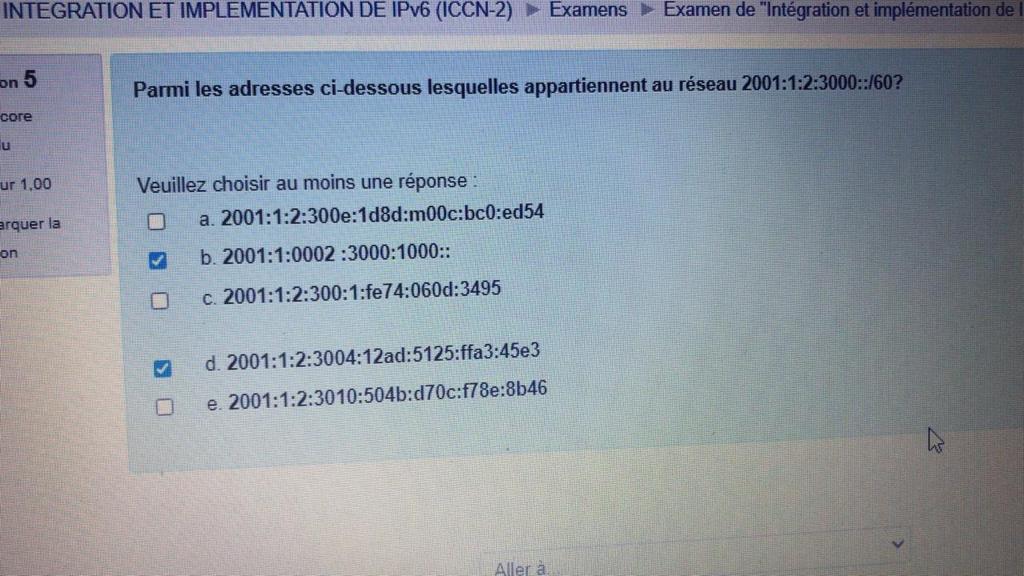 INTEGRATION ET IMPLEMENTATION DE IPv6 (ICCN-2) ► Examens ► Examen de "Intégration et implémentation de I
on 5
core
u
ur 1,00
arquer la
on
Parmi les adresses ci-dessous lesquelles appartiennent au réseau 2001:1:2:3000::/60?
Veuillez choisir au moins une réponse :
a. 2001:1:2:300e:1d8d:m00c:bc0:ed54
b. 2001:1:0002 :3000:1000::
c. 2001:1:2:300:1:fe74:060d:3495
d. 2001:1:2:3004:12ad:5125:ffa3:45e3
e. 2001:1:2:3010:504b:d70c:f78e:8b46
Aller à...